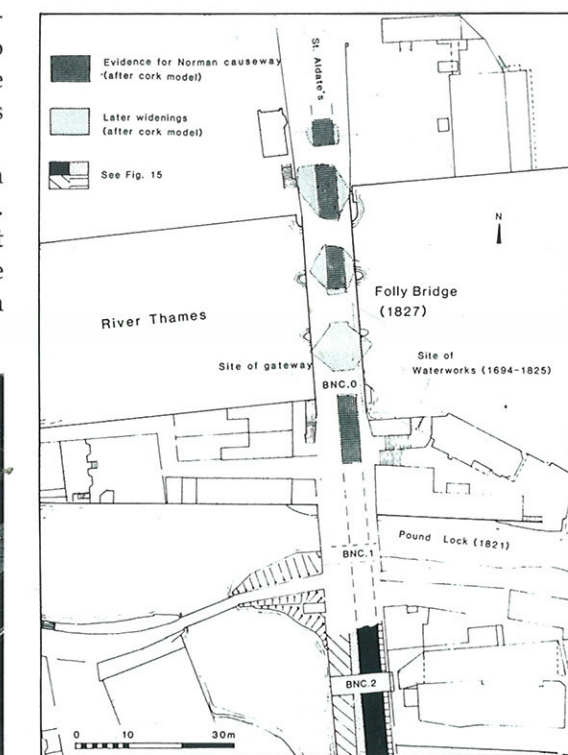 Evidence for Norman causeway
(after cork model)
Later widenings
(after cork model)
See Fig. 15
St. Aldate's
N
River Thames
Folly Bridge
(1827)
Site of gateway
Site of
Waterworks (1694-1825)
BNC.0
Pound Lock (1821)
BNC.1
BNC.2
0 10 30m